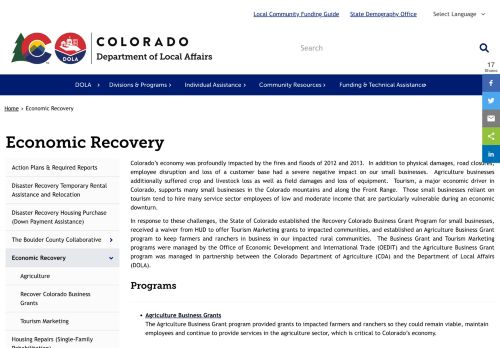 Local Community Funding Guide State Demography Office Select Language
COLORADO
Department of Local Affairs
DOLA
Search
17
Shares
DOLA Divisions & Programs Individual Assistance Community Resources Funding & Technical Assistance
Home > Economic Recovery
Economic Recovery
Action Plans & Required Reports
Disaster Recovery Temporary Rental
Assistance and Relocation
Disaster Recovery Housing Purchase
(Down Payment Assistance)
The Boulder County Collaborative
Economic Recovery
Agriculture
Recover Colorado Business
Grants
Tourism Marketing
Housing Repairs (Single-Family
Rehabilitation)
Colorado's economy was profoundly impacted by the fires and floods of 2012 and 2013. In addition to physical damages, road closures,
employee disruption and loss of a customer base had a severe negative impact on our small businesses. Agriculture businesses
additionally suffered crop and livestock loss as well as field damages and loss of equipment. Tourism, a major economic driver in
Colorado, supports many small businesses in the Colorado mountains and along the Front Range. Those small businesses reliant on
tourism tend to hire many service sector employees of low and moderate income that are particularly vulnerable during an economic
downturn.
In response to these challenges, the State of Colorado established the Recovery Colorado Business Grant Program for small businesses,
received a waiver from HUD to offer Tourism Marketing grants to impacted communities, and established an Agriculture Business Grant
program to keep farmers and ranchers in business in our impacted rural communities. The Business Grant and Tourism Marketing
programs were managed by the Office of Economic Development and International Trade (OEDIT) and the Agriculture Business Grant
program was managed in partnership between the Colorado Department of Agriculture (CDA) and the Department of Local Affairs
(DOLA).
Programs
Agriculture Business Grants
The Agriculture Business Grant program provided grants to impacted farmers and ranchers so they could remain viable, maintain
employees and continue to provide services in the agriculture sector, which is critical to Colorado's economy.